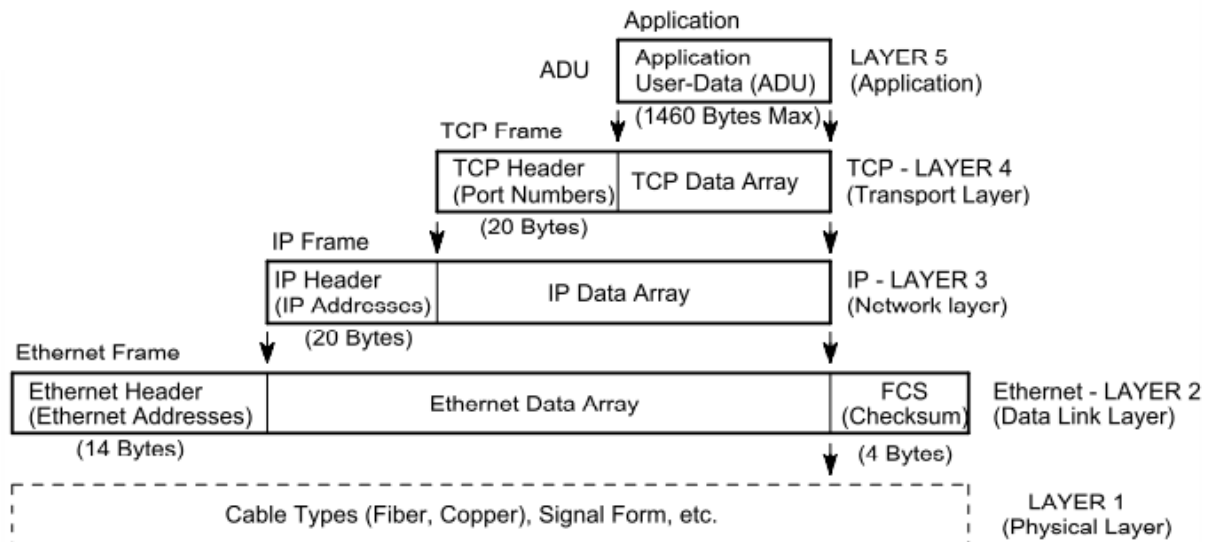 Application
ADU
Application
User-Data (ADU)
LAYER 5
(Application)
(1460 Bytes Max)
TCP Frame
TCP Header
(Port Numbers)
TCP Data Array
TCP - LAYER 4
(Transport Layer)
(20 Bytes)
IP Frame
IP Header
(IP Addresses)
IP Data Array
IP - LAYER 3
(Network layer)
(20 Bytes)
Ethernet Frame
Ethernet Header
(Ethernet Addresses)
Ethernet Data Array
FCS
(Checksum)
Ethernet - LAYER 2
(Data Link Layer)
(14 Bytes)
(4 Bytes)
Cable Types (Fiber, Copper), Signal Form, etc.
LAYER 1
(Physical Layer)